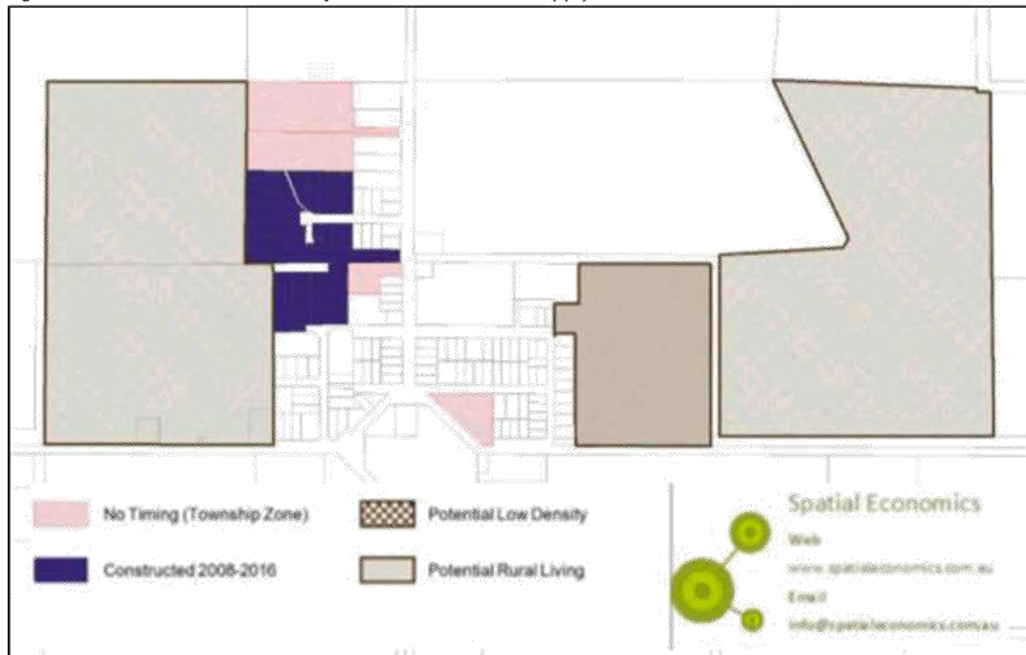 No Timing (Township Zone)
Constructed 2008-2016
Potential Low Density
Potential Rural Living
Spatial Economics
Web
www.spatialeconomics.com.au
Email
info@spatialeconomics.com.au